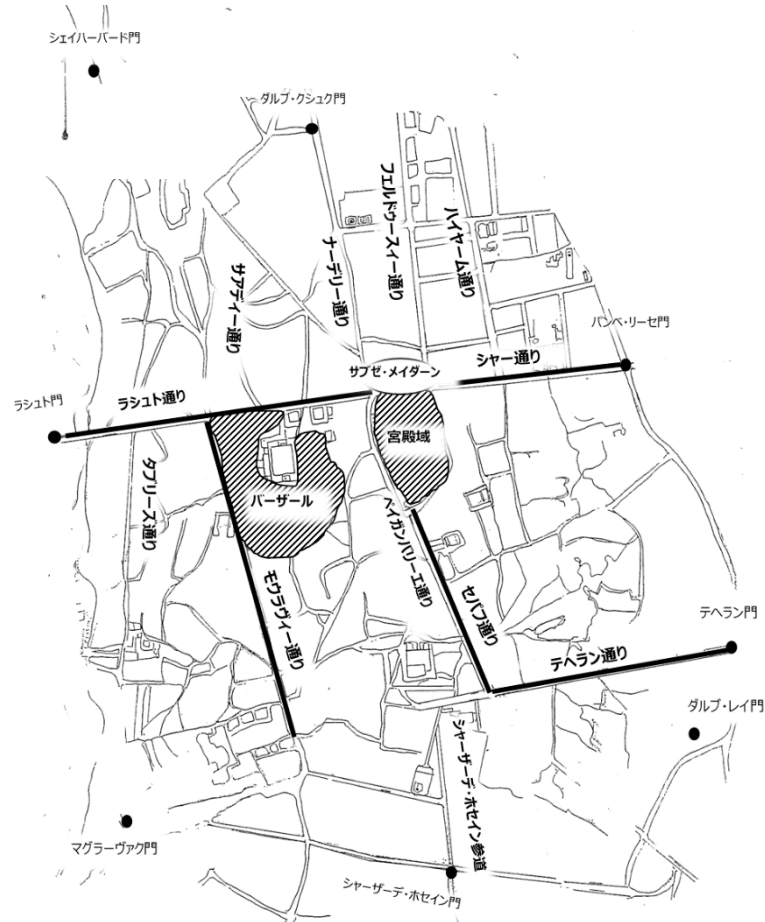 シェイハーバード門
ダルブ・クシュク門
フェルドゥースィー通り
ハイヤーム通り
ナーデリー通り
サアディー通り
パンベ・リーセ門
シャー通り
サブゼ・メイダーン
ラシュト通り
ラシュト門
宮殿域
バーザール
タブリーズ通り
ペイガンバリーエ通り
モウラヴィー通り
セパフ通り
テヘラン門
テヘラン通り
ダルブ・レイ門
シャーザーデ・ホセイン参道
マグラーヴァク門
シャーザーデ・ホセイン門